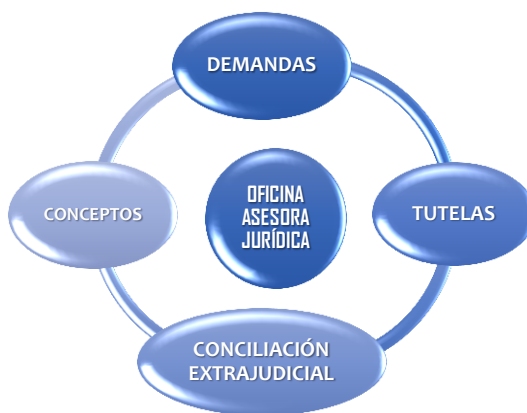 DEMANDAS
CONCEPTOS
OFICINA
ASESORA
JURÍDICA
TUTELAS
CONCILIACIÓN
EXTRAJUDICIAL